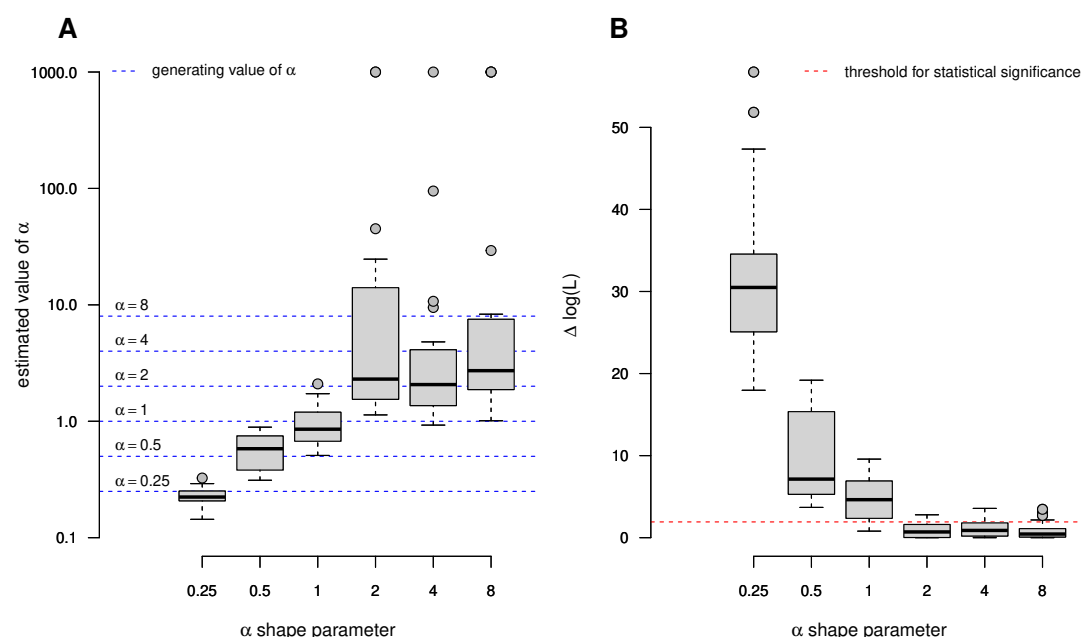 A
1000.0
100.0
10.0
1.0
0.1
estimated value of α
generating value of α
α = 8
α = 4
α = 2
α = 1
α = 0.5
α = 0.25
0.25 0.5 1 2 4 8
α shape parameter
B
threshold for statistical significance
50
40
30
20
10
0
Δ log(L)
0.25 0.5 1 2 4 8
α shape parameter